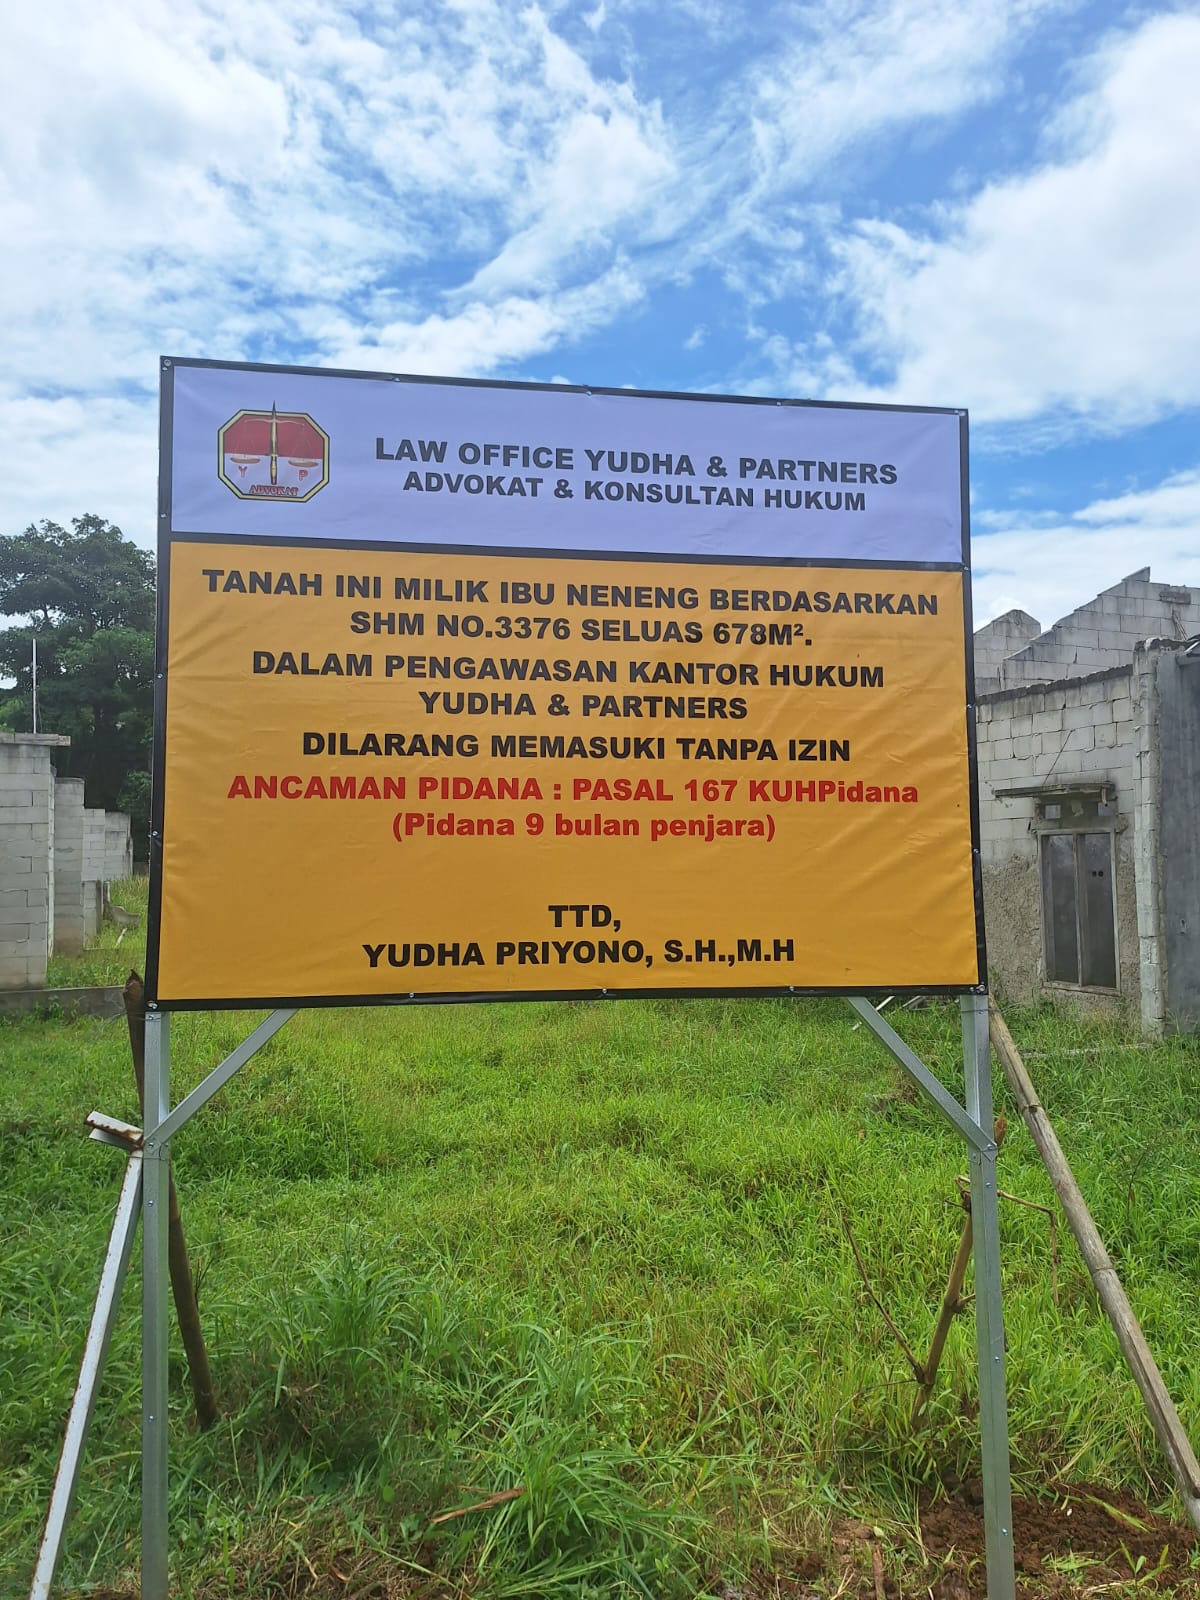 LAW OFFICE YUDHA & PARTNERS
ADVOKAT & KONSULTAN HUKUM
Y P
ADVOKAT
TANAH INI MILIK IBU NENENG BERDASARKAN
SHM NO.3376 SELUAS 678M².
DALAM PENGAWASAN KANTOR HUKUM
YUDHA & PARTNERS
DILARANG MEMASUKI TANPA IZIN
ANCAMAN PIDANA : PASAL 167 KUHPidana
(Pidana 9 bulan penjara)
TTD,
YUDHA PRIYONO, S.H.,M.H